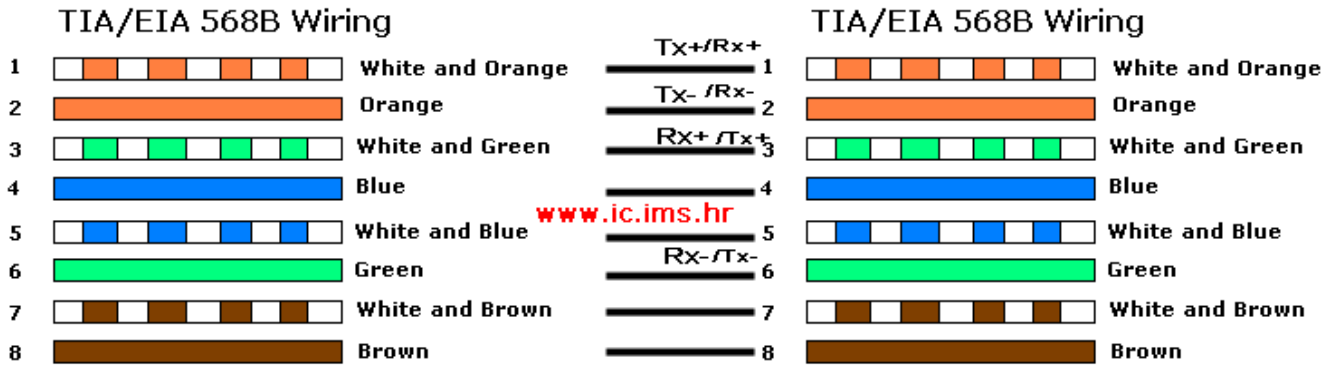 TIA/EIA 568B Wiring TIA/EIA 568B Wiring
Tx+/Rx+
1 White and Orange 1 White and Orange
Tx- /Rx-
2 Orange 2 Orange
Rx+ /Tx+
3 White and Green 3 White and Green
4 Blue 4 Blue
www.ic.ims.hr
5 White and Blue 5 White and Blue
Rx-/Tx-
6 Green 6 Green
7 White and Brown 7 White and Brown
8 Brown 8 Brown